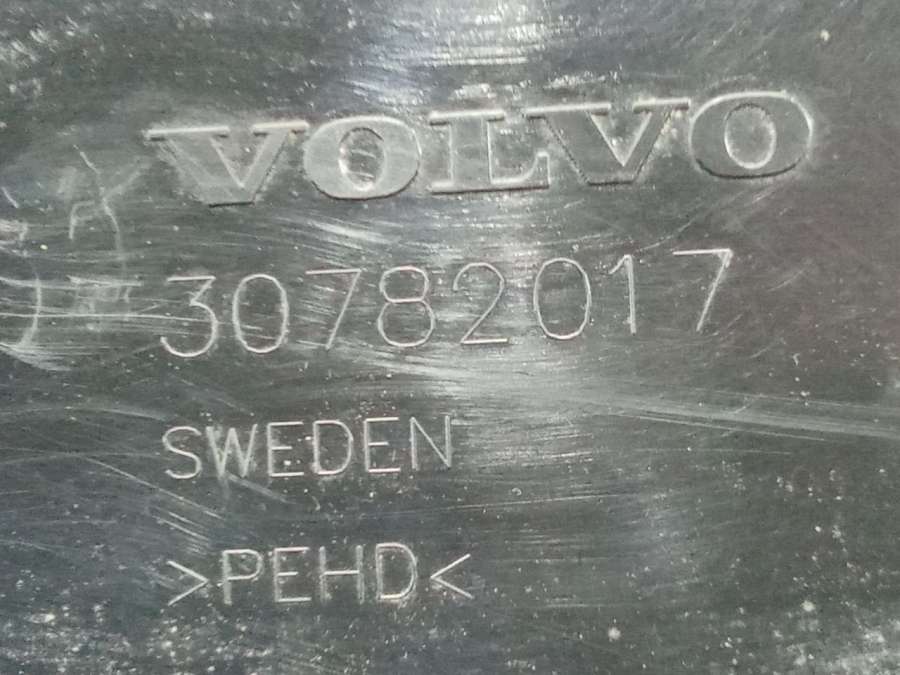 VOLVO
30782017
SWEDEN
>PEHD<